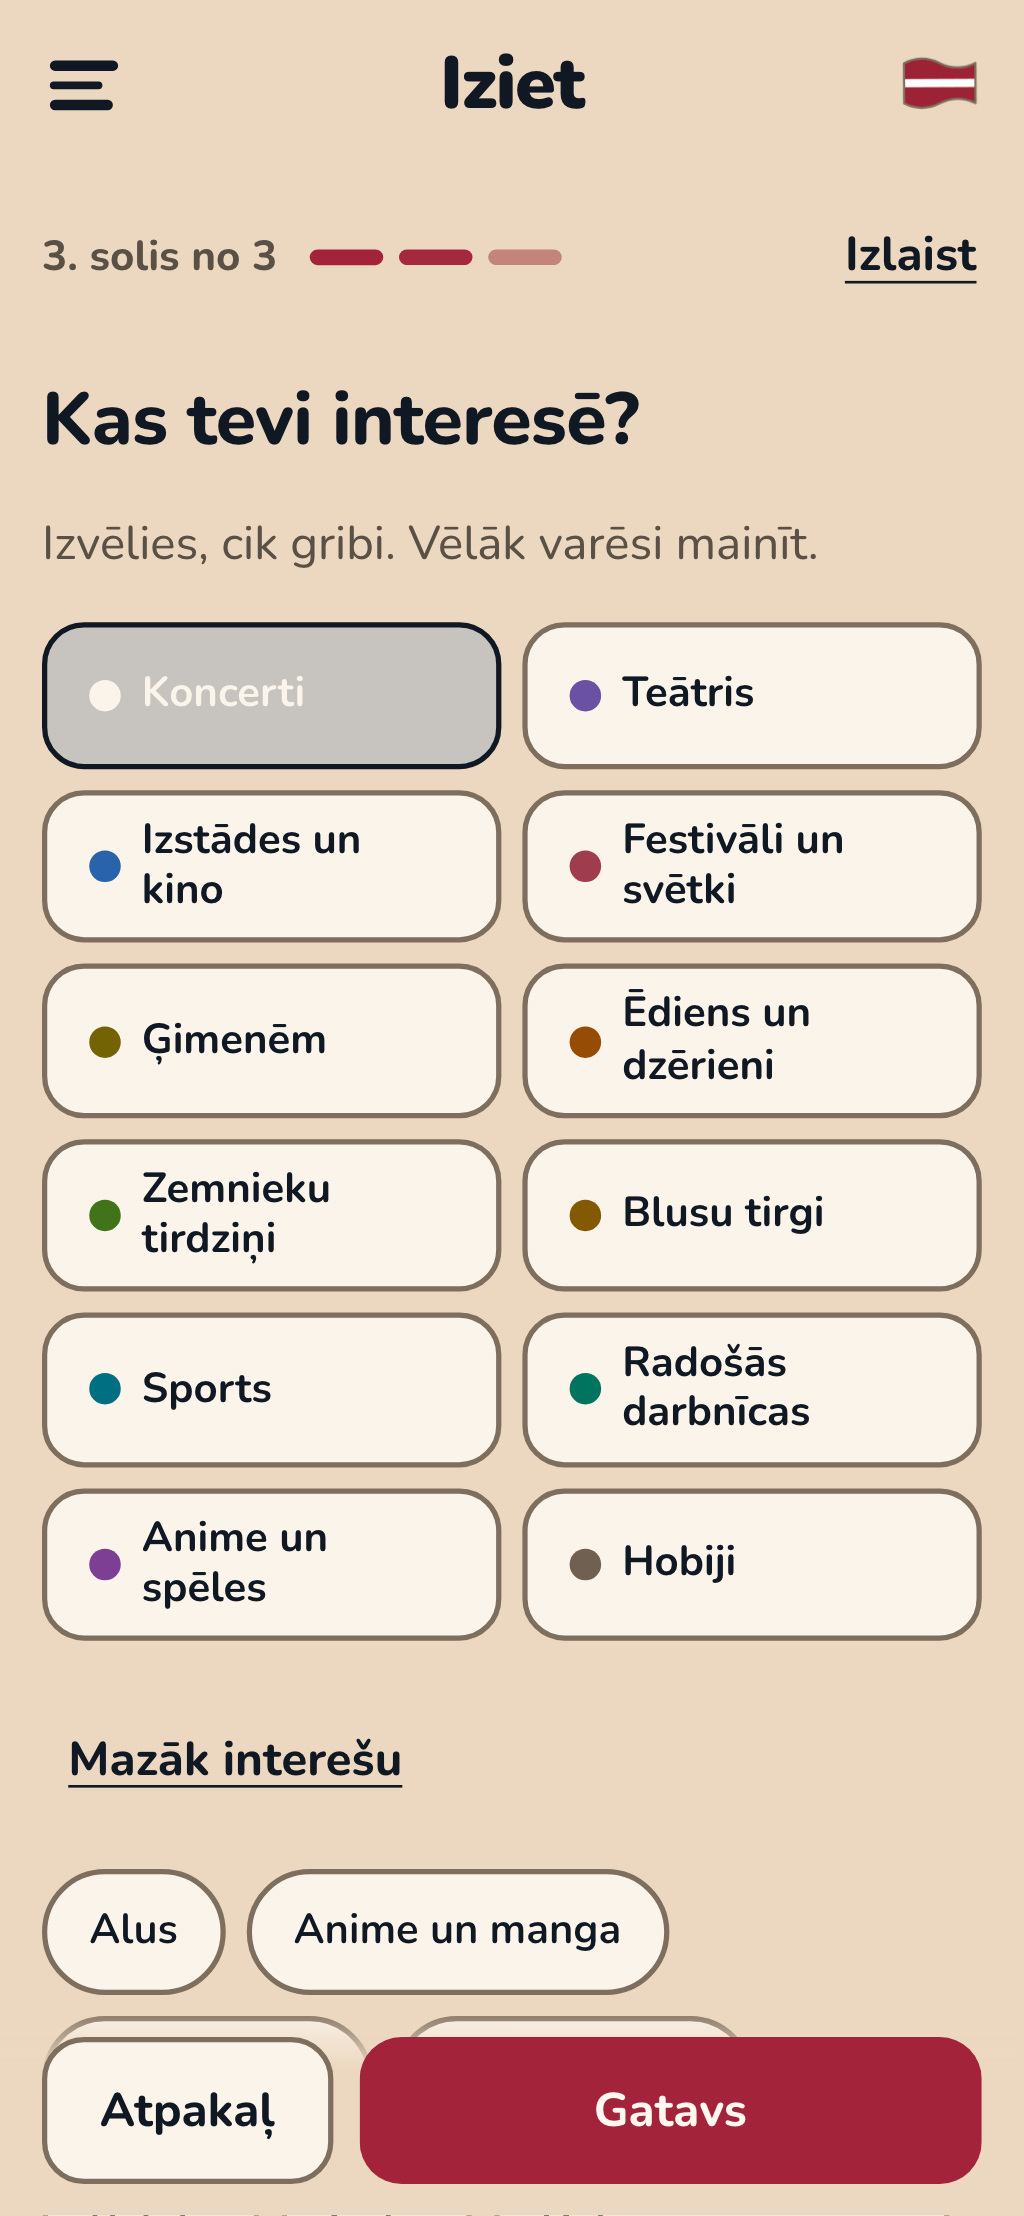 Iziet
3. solis no 3
Izlaist
Kas tevi interesē?
Izvēlies, cik gribi. Vēlāk varēsi mainīt.
Koncerti
Teātris
Izstādes un
kino
Festivāli un
svētki
Ģimenēm
Ēdiens un
dzērieni
Zemnieku
tirdziņi
Blusu tirgi
Sports
Radošās
darbnīcas
Anime un
spēles
Hobiji
Mazāk interešu
Alus
Anime un manga
Atpakaļ
Gatavs